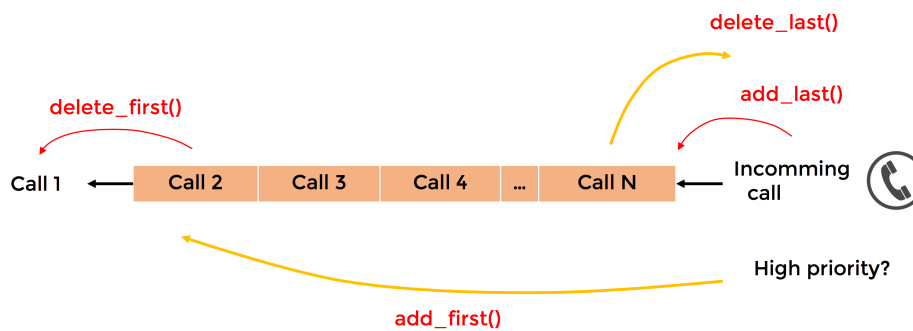 delete_last()
delete_first()
add_last()
Call 1
Call 2
Call 3
Call 4
...
Call N
Incomming
call
High priority?
add_first()